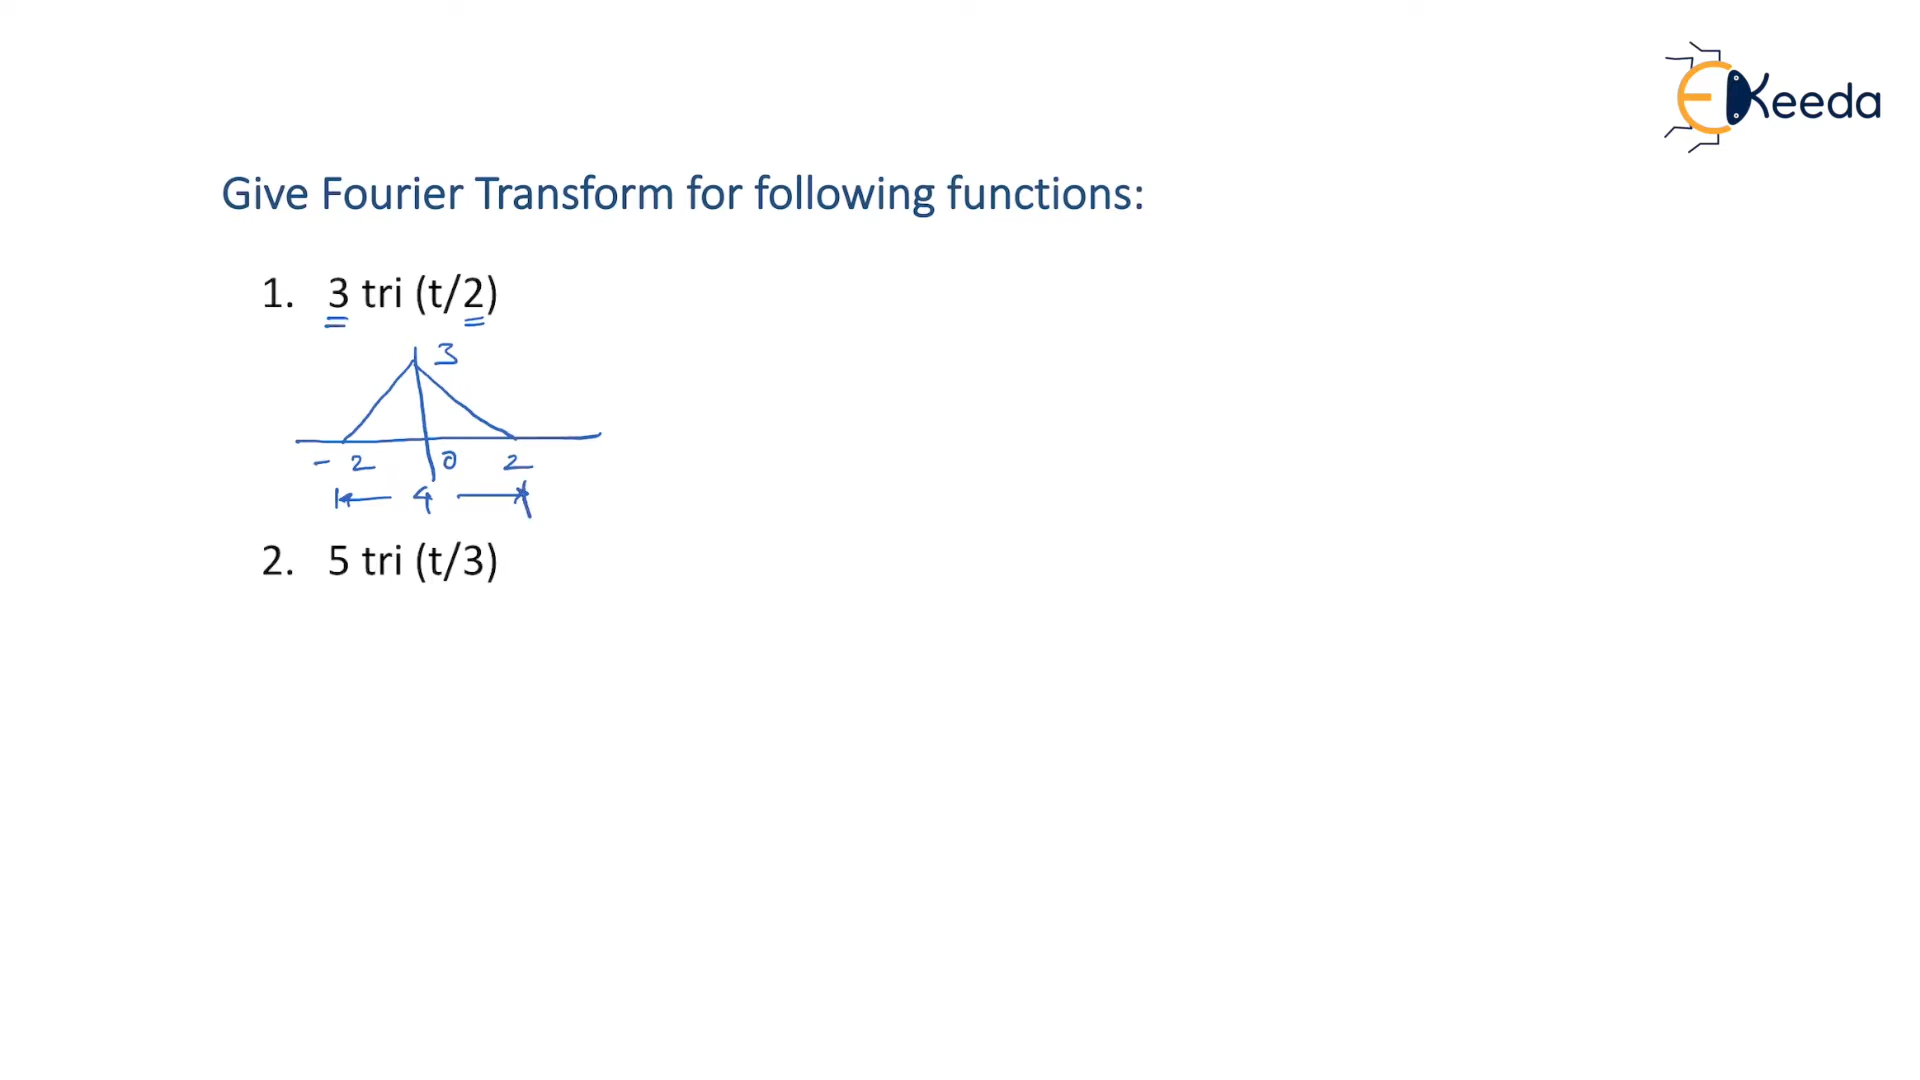 EKeeda
Give Fourier Transform for following functions:
1. 3 tri (t/2)
3
- 2 0 2
4
2. 5 tri (t/3)